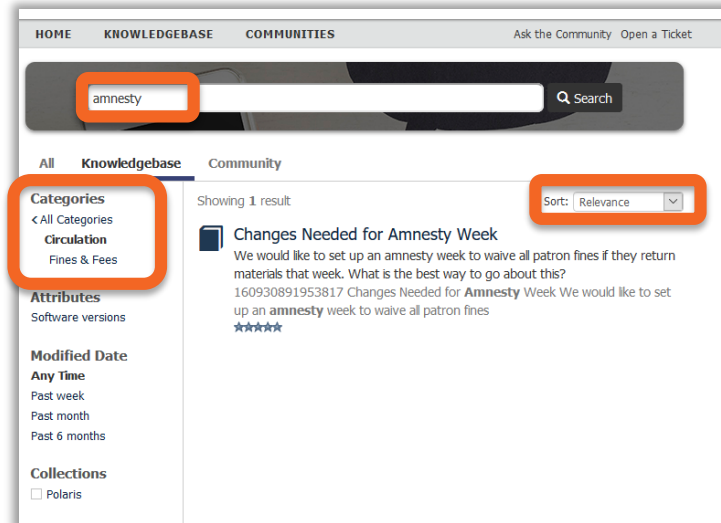 HOME KNOWLEDGEBASE COMMUNITIES Ask the Community Open a Ticket
amnesty Search
All Knowledgebase Community
Categories
All Categories
Circulation
Fines & Fees
Attributes
Software versions
Modified Date
Any Time
Past week
Past month
Past 6 months
Collections
Polaris
Showing 1 result
Sort: Relevance
Changes Needed for Amnesty Week
We would like to set up an amnesty week to waive all patron fines if they return
materials that week. What is the best way to go about this?
160930891953817 Changes Needed for Amnesty Week We would like to set
up an amnesty week to waive all patron fines